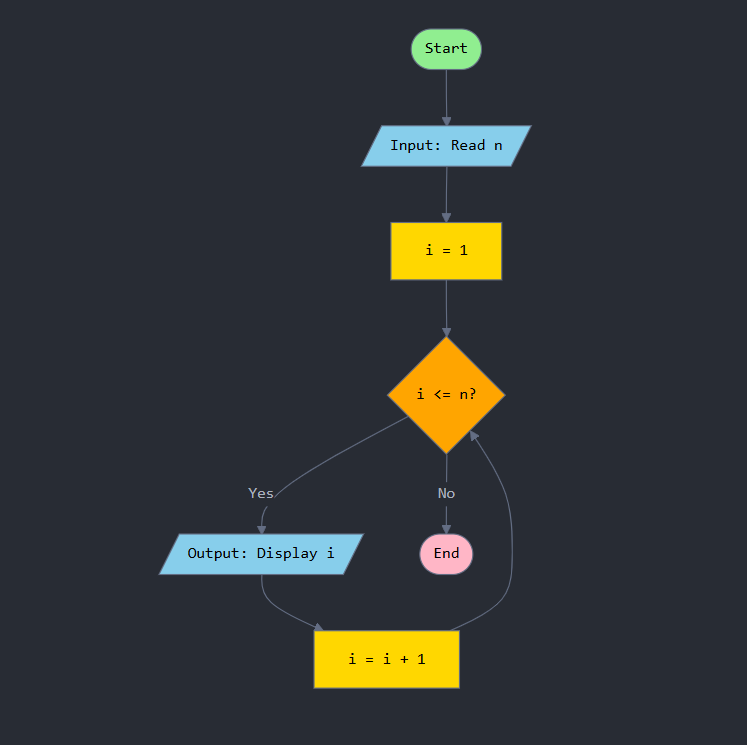 Start
Input: Read n
i = 1
i <= n?
Yes
No
Output: Display i
End
i = i + 1